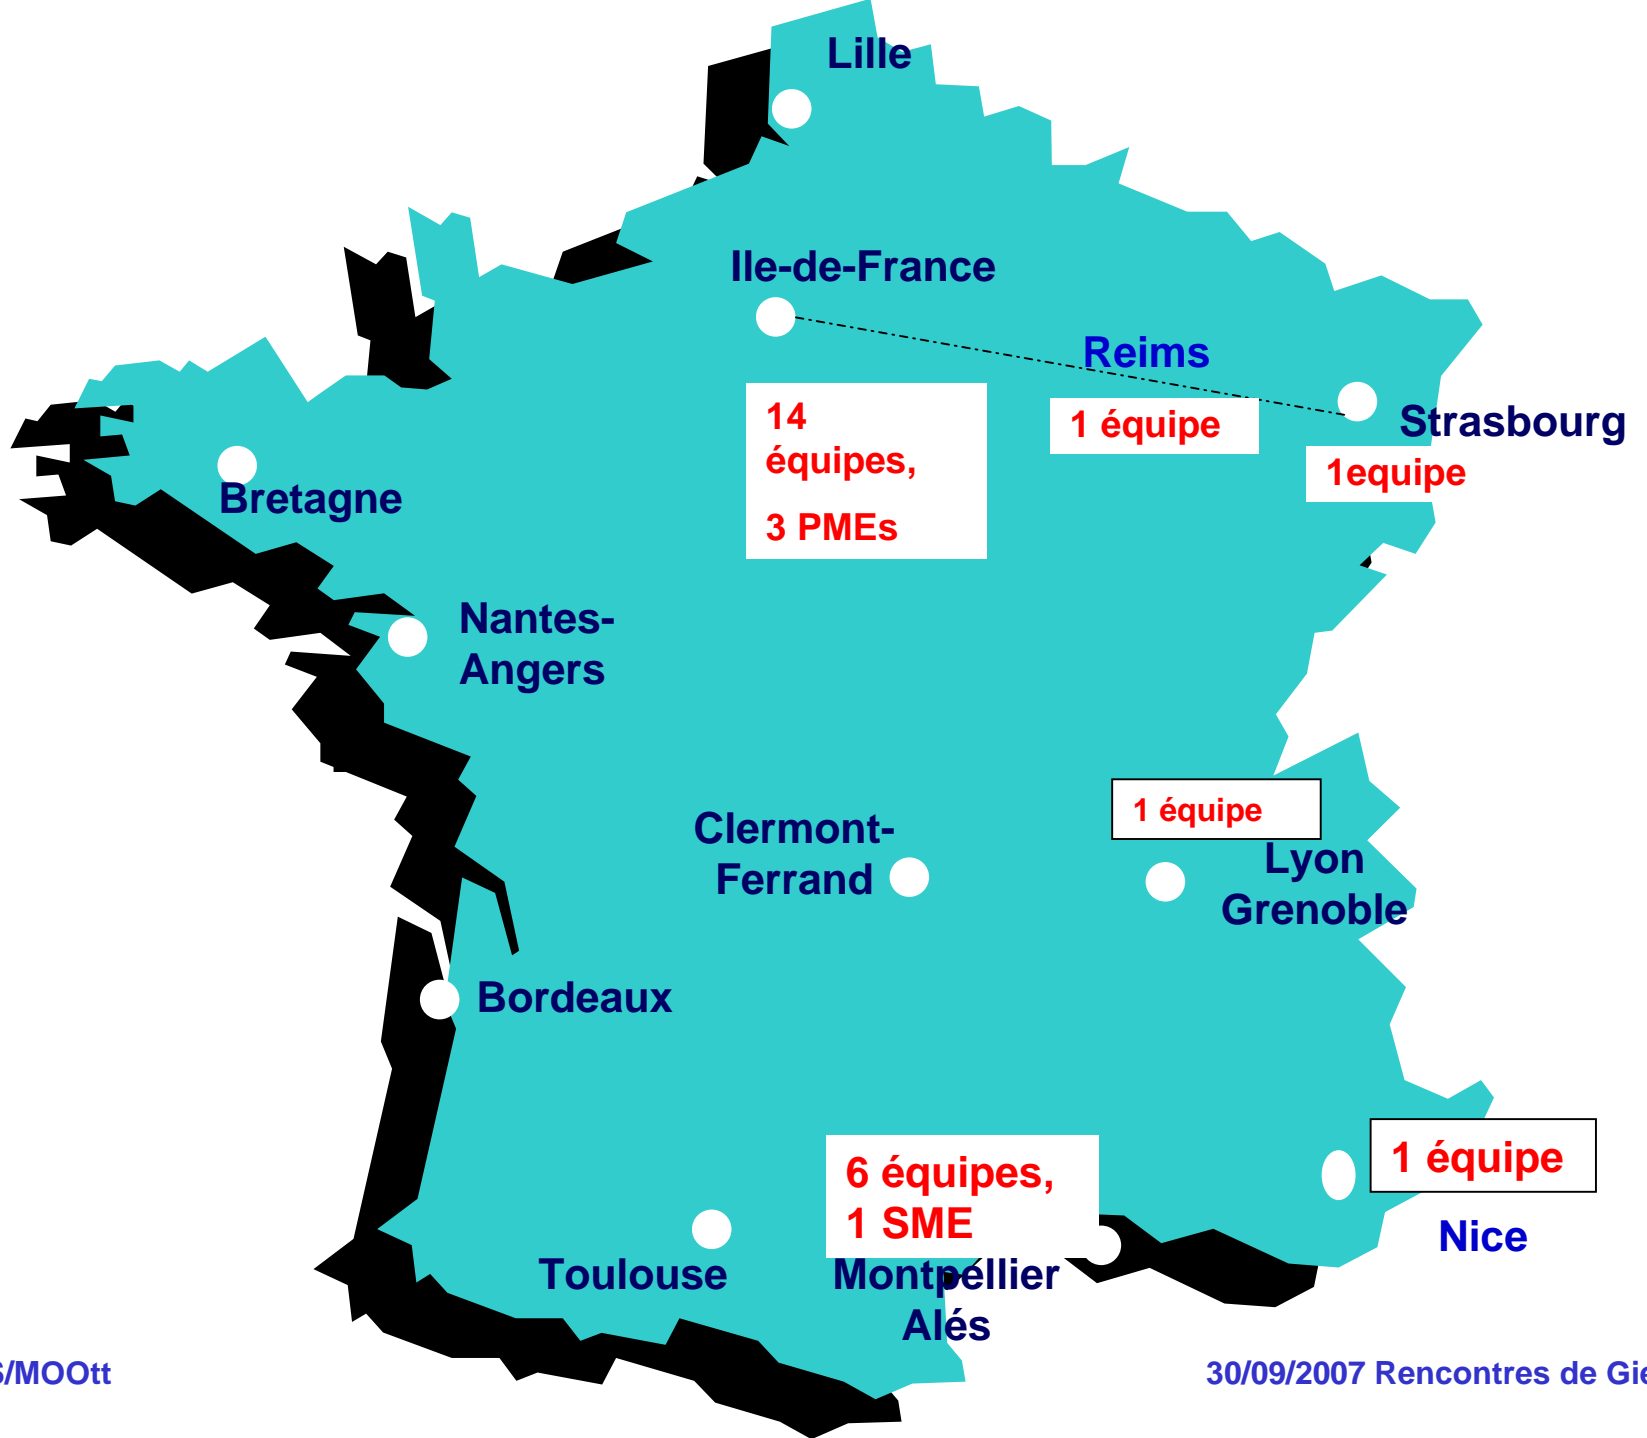 Lille
Ile-de-France
Reims
14
équipes,
3 PMEs
1 équipe
Strasbourg
1equipe
Bretagne
Nantes-
Angers
1 équipe
Clermont-
Ferrand
Lyon
Grenoble
Bordeaux
6 équipes,
1 SME
1 équipe
Nice
Toulouse
Montpellier
Alés
/MOOtt
30/09/2007 Rencontres de Gie